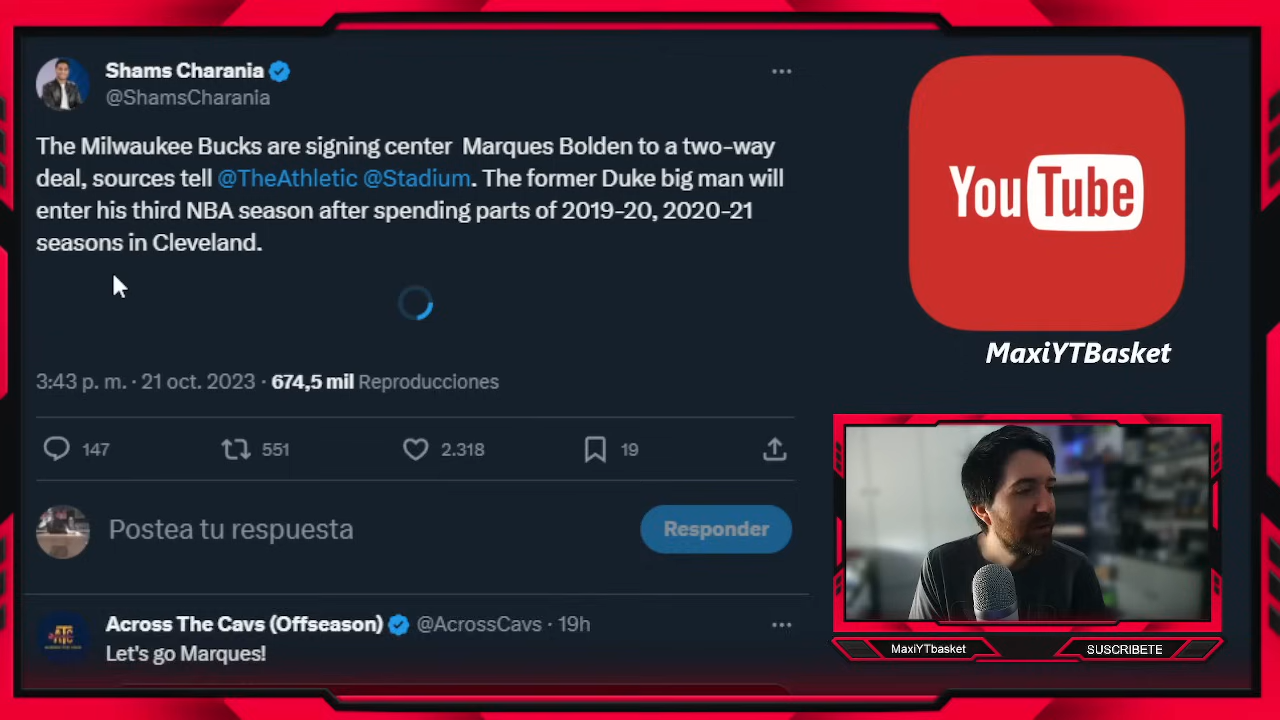 Shams Charania
@ShamsCharania
The Milwaukee Bucks are signing center Marques Bolden to a two-way
deal, sources tell @TheAthletic @Stadium. The former Duke big man will
enter his third NBA season after spending parts of 2019-20, 2020-21
seasons in Cleveland.
3:43 p. m. · 21 oct. 2023 · 674,5 mil Reproducciones
147 551 2.318 19
Postea tu respuesta
Responder
ATC
Across The Cavs (Offseason) @AcrossCavs · 19h
Let's go Marques!
YouTube
MaxiYTBasket
MaxiYTbasket
SUSCRIBETE